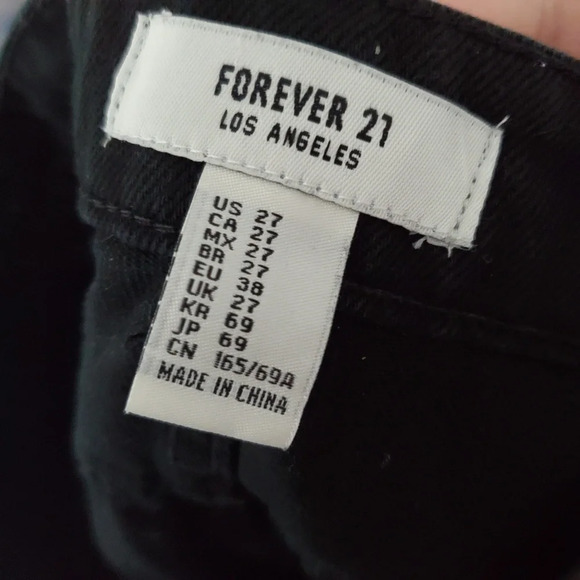 FOREVER 21
LOS ANGELES
US 27
CA 27
MX 27
BR 27
EU 38
UK 27
KR 69
JP 69
CN 165/69A
MADE IN CHINA